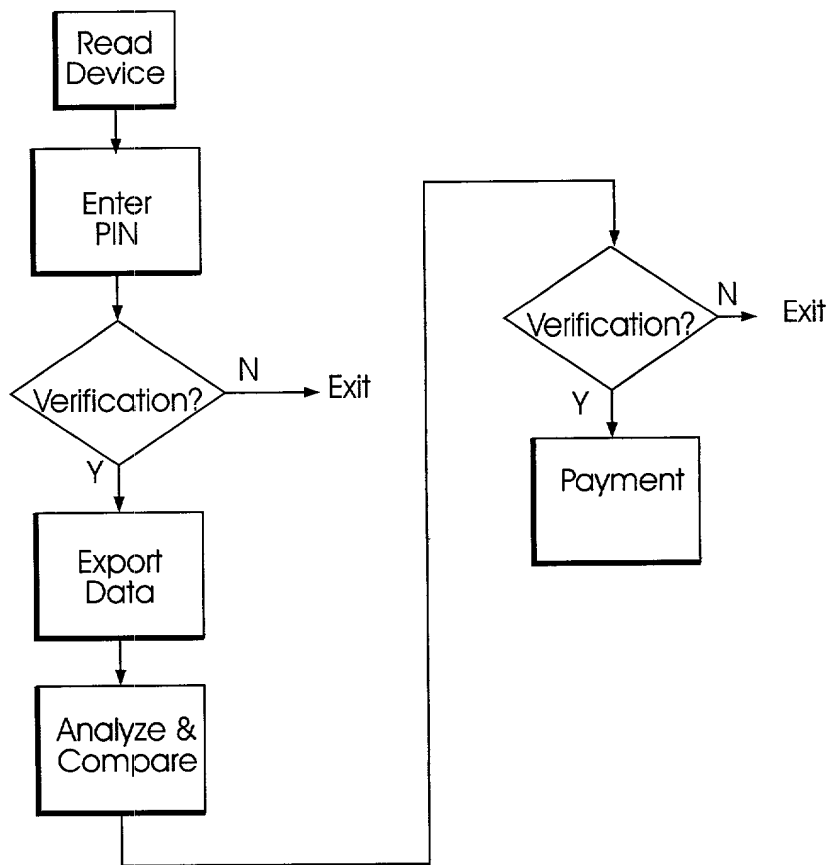 Read
Device
Enter
PIN
Verification?
N
Exit
Y
Export
Data
Analyze &
Compare
Verification?
N
Exit
Y
Payment